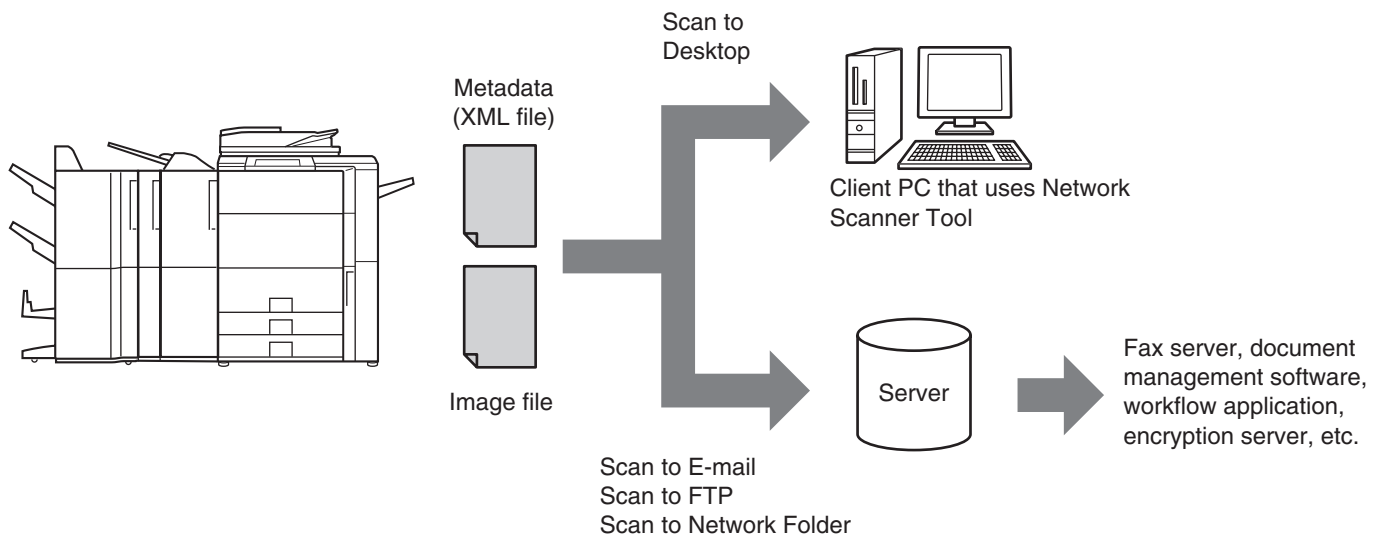 Scan to
Desktop
Metadata
(XML file)
Client PC that uses Network
Scanner Tool
Image file
Server
Fax server, document
management software,
workflow application,
encryption server, etc.
Scan to E-mail
Scan to FTP
Scan to Network Folder